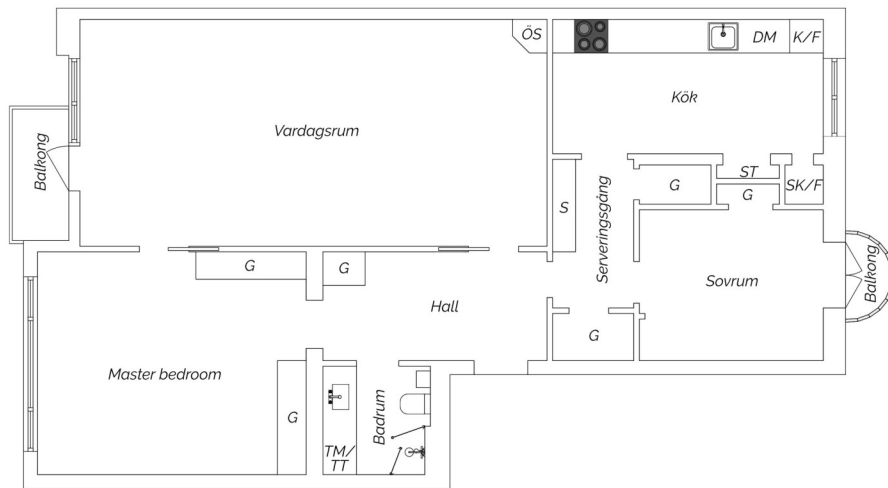 ÖS
DM
K/F
Kök
Vardagsrum
Balkong
ST
SK/F
G
G
S
Serveringsgång
Sovrum
Balkong
G
G
Hall
G
Master bedroom
G
Badrum
TM/
TT